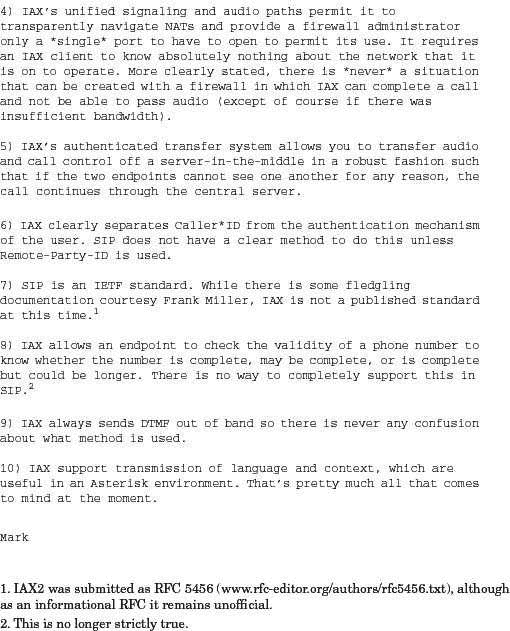 4) IAX's unified signaling and audio paths permit it to
transparently navigate NATs and provide a firewall administrator
only a *single* port to have to open to permit its use. It requires
an IAX client to know absolutely nothing about the network that it
is on to operate. More clearly stated, there is *never* a situation
that can be created with a firewall in which IAX can complete a call
and not be able to pass audio (except of course if there was
insufficient bandwidth).
5) IAX's authenticated transfer system allows you to transfer audio
and call control off a server-in-the-middle in a robust fashion such
that if the two endpoints cannot see one another for any reason, the
call continues through the central server.
6) IAX clearly separates Caller*ID from the authentication mechanism
of the user. SIP does not have a clear method to do this unless
Remote-Party-ID is used.
7) SIP is an IETF standard. While there is some fledgling
documentation courtesy Frank Miller, IAX is not a published standard
at this time.1
8) IAX allows an endpoint to check the validity of a phone number to
know whether the number is complete, may be complete, or is complete
but could be longer. There is no way to completely support this in
SIP.2
9) IAX always sends DTMF out of band so there is never any confusion
about what method is used.
10) IAX support transmission of language and context, which are
useful in an Asterisk environment. That's pretty much all that comes
to mind at the moment.
Mark
1. IAX2 was submitted as RFC 5456 (www.rfc-editor.org/authors/rfc5456.txt), although
as an informational RFC it remains unofficial.
2. This is no longer strictly true.